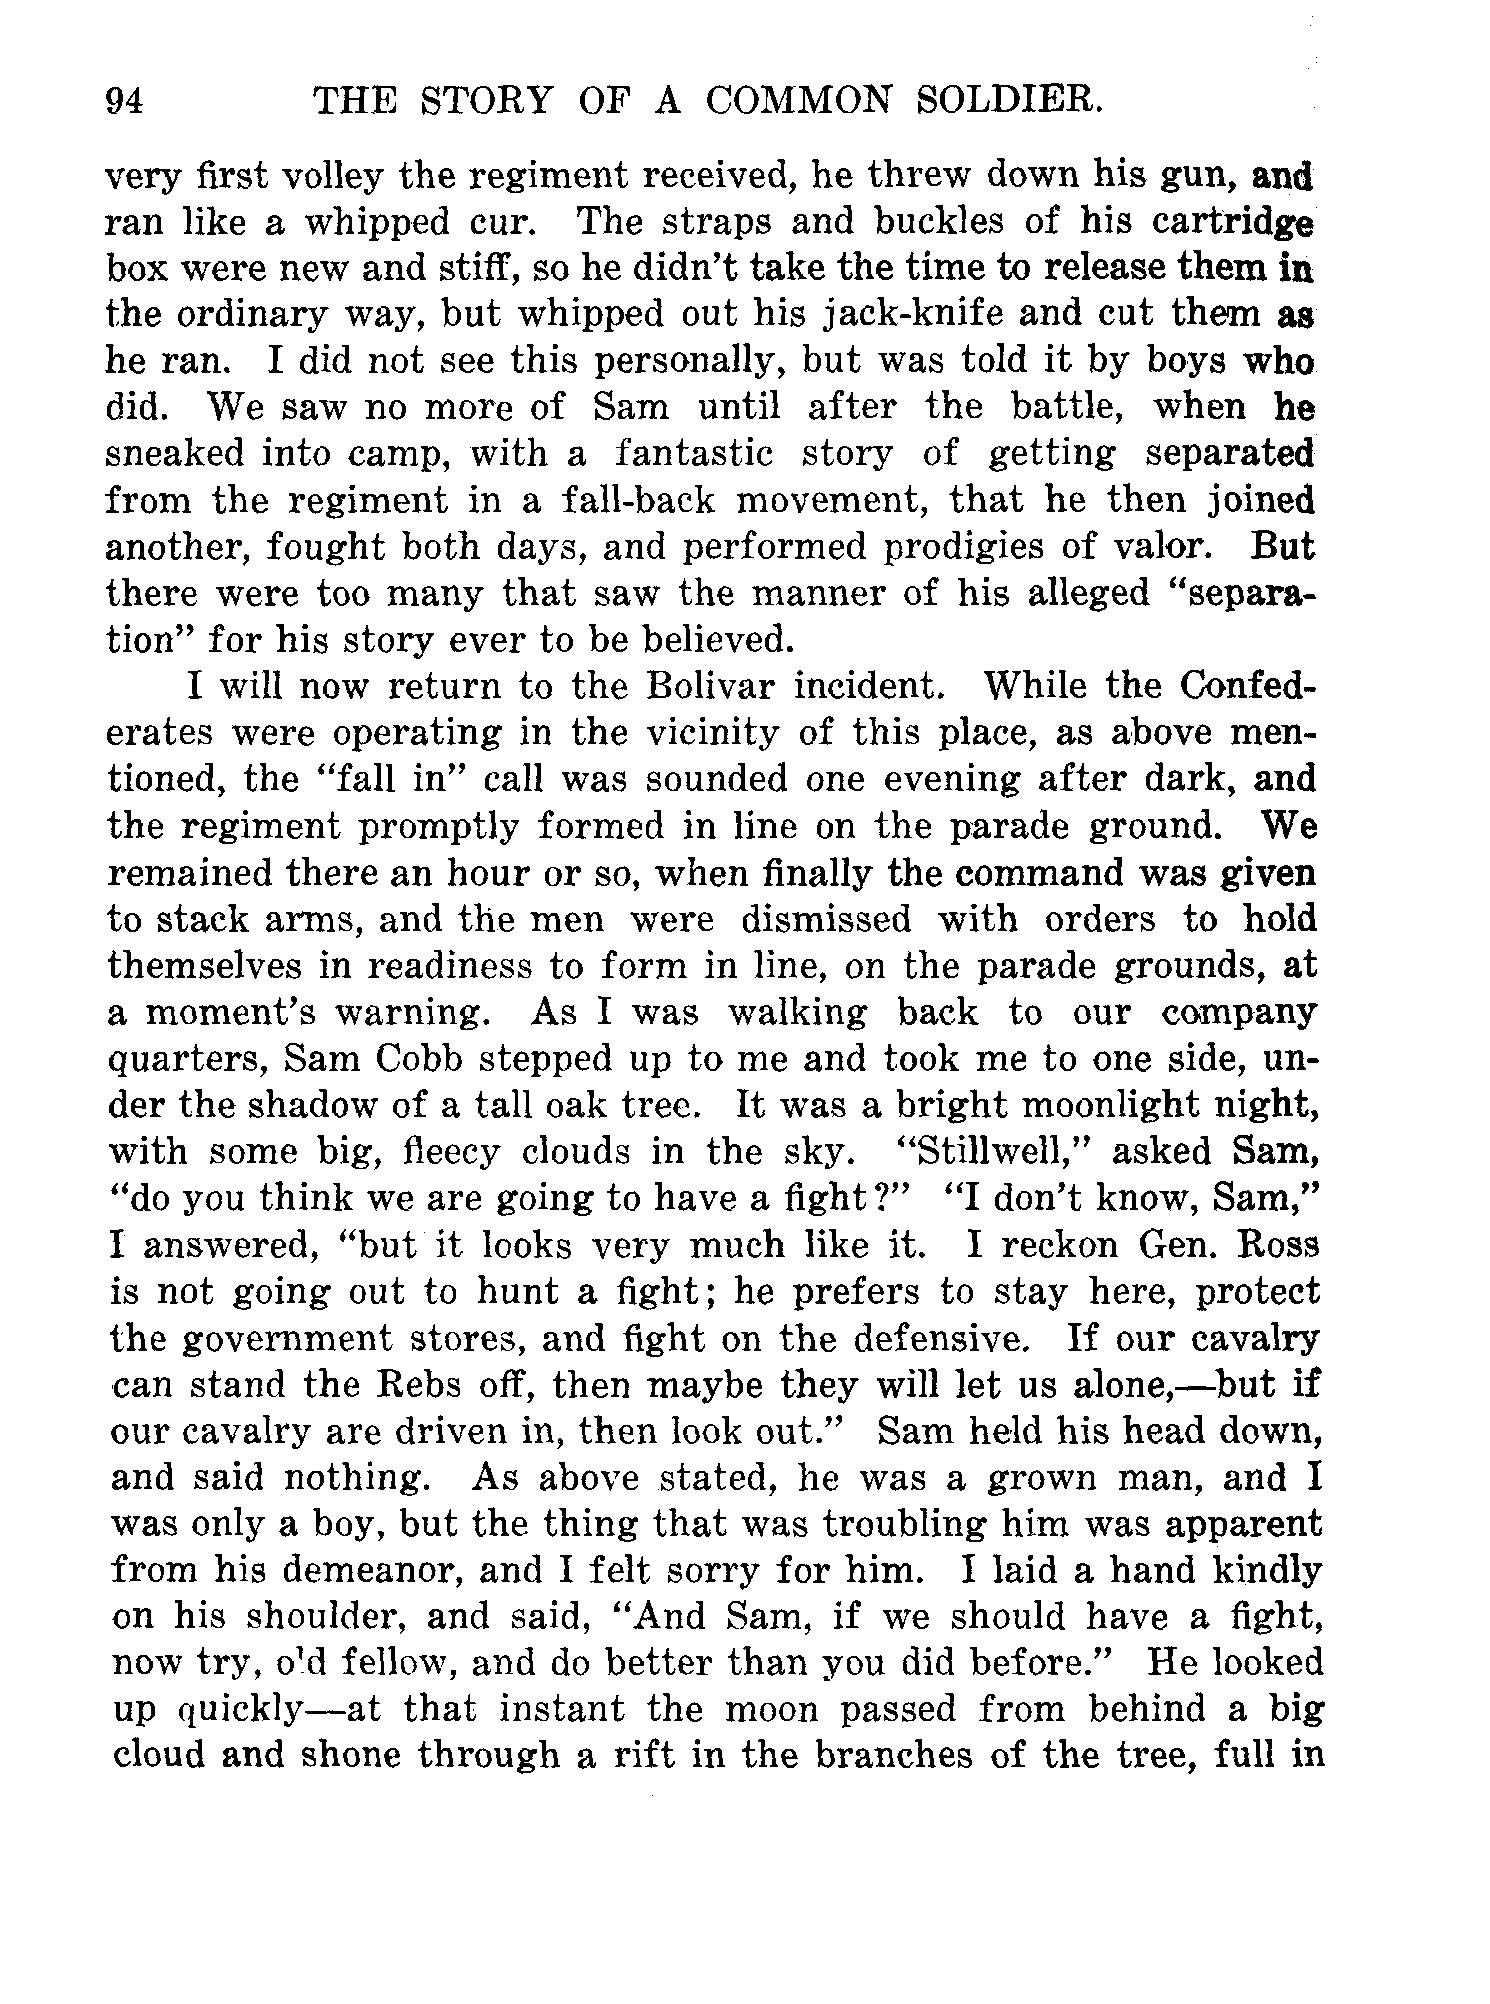 94 THE STORY OF A COMMON SOLDIER.
very first volley the regiment received, he threw down his gun, and
ran like a whipped cur. The straps and buckles of his cartridge
box were new and stiff, so he didn't take the time to release them in
the ordinary way, but whipped out his jack-knife and cut them as
he ran. I did not see this personally, but was told it by boys who
did. We saw no more of Sam until after the battle, when he
sneaked into camp, with a fantastic story of getting separated
from the regiment in a fall-back movement, that he then joined
another, fought both days, and performed prodigies of valor. But
there were too many that saw the manner of his alleged “separa-
tion” for his story ever to be believed.
I will now return to the Bolivar incident. While the Confed-
erates were operating in the vicinity of this place, as above men-
tioned, the “fall in” call was sounded one evening after dark, and
the regiment promptly formed in line on the parade ground. We
remained there an hour or so, when finally the command was given
to stack arms, and the men were dismissed with orders to hold
themselves in readiness to form in line, on the parade grounds, at
a moment's warning. As I was walking back to our company
quarters, Sam Cobb stepped up to me and took me to one side, un-
der the shadow of a tall oak tree. It was a bright moonlight night,
with some big, fleecy clouds in the sky. “Stillwell,” asked Sam,
“do you think we are going to have a fight?” “I don't know, Sam,”
I answered, “but it looks very much like it. I reckon Gen. Ross
is not going out to hunt a fight; he prefers to stay here, protect
the government stores, and fight on the defensive. If our cavalry
can stand the Rebs off, then maybe they will let us alone,—but if
our cavalry are driven in, then look out.” Sam held his head down,
and said nothing. As above stated, he was a grown man, and I
was only a boy, but the thing that was troubling him was apparent
from his demeanor, and I felt sorry for him. I laid a hand kindly
on his shoulder, and said, “And Sam, if we should have a fight,
now try, old fellow, and do better than you did before.” He looked
up quickly—at that instant the moon passed from behind a big
cloud and shone through a rift in the branches of the tree, full in